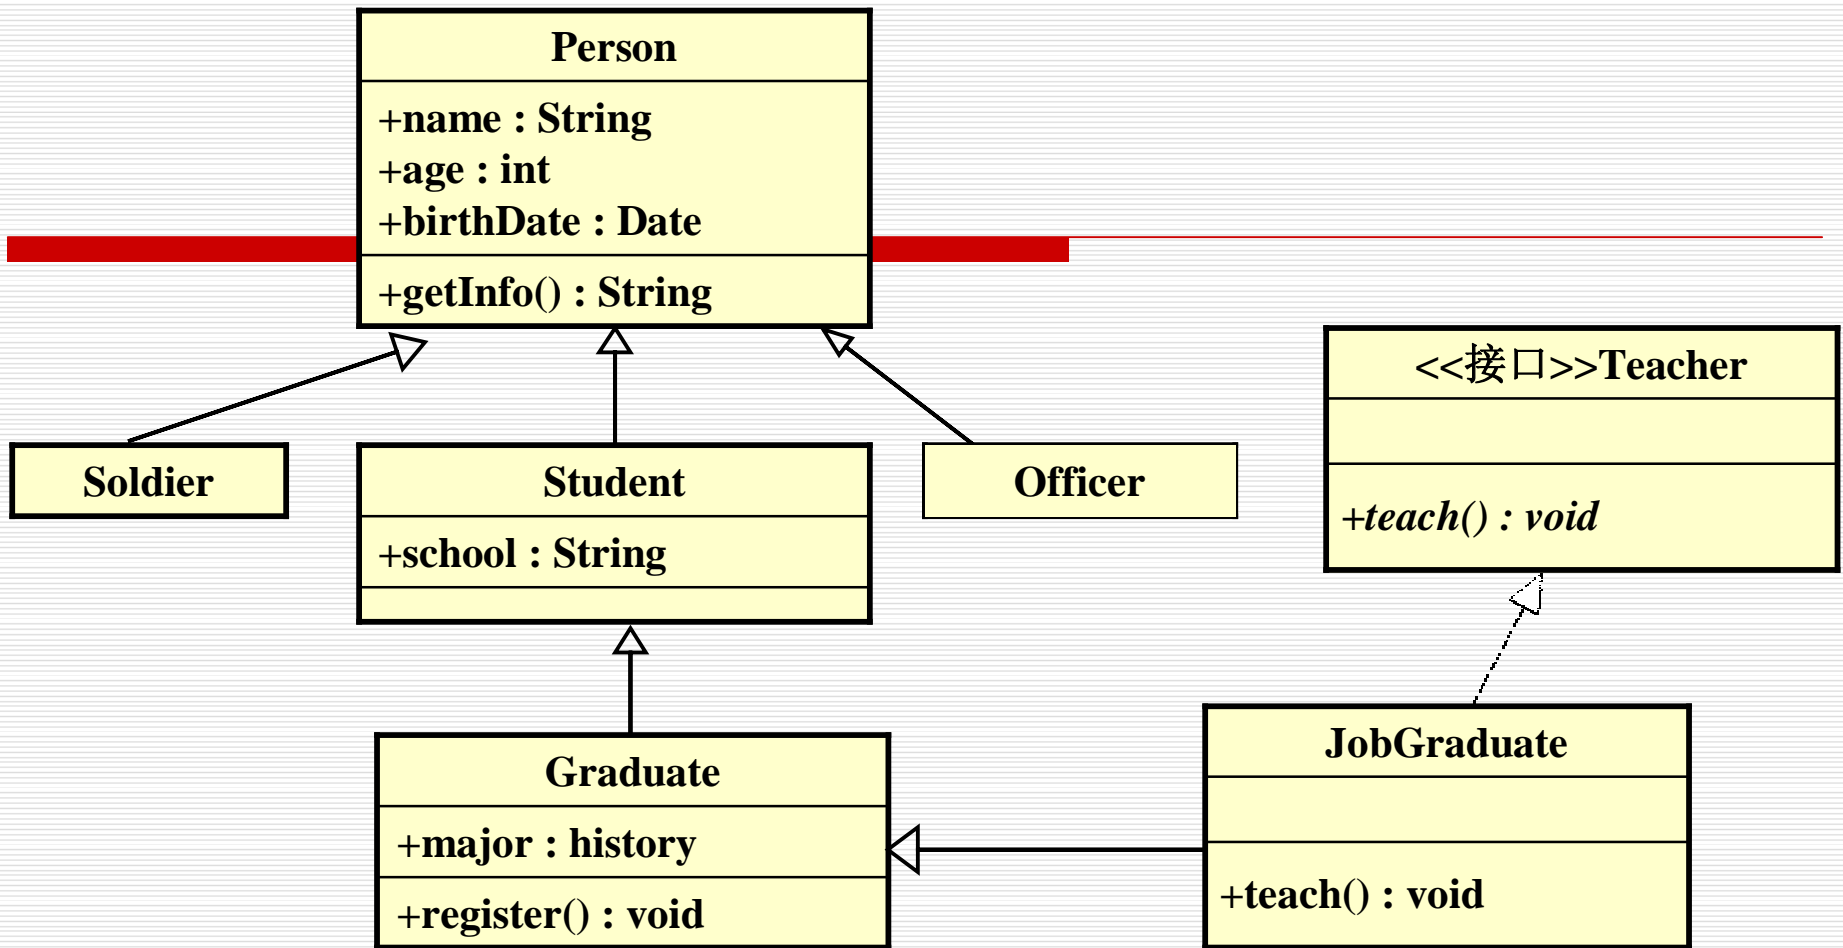 Person
+name : String
+age : int
+birthDate : Date
+getInfo() : String
<<接口>>Teacher
+teach() : void
Soldier
Student
+school : String
Officer
Graduate
+major : history
+register() : void
JobGraduate
+teach() : void